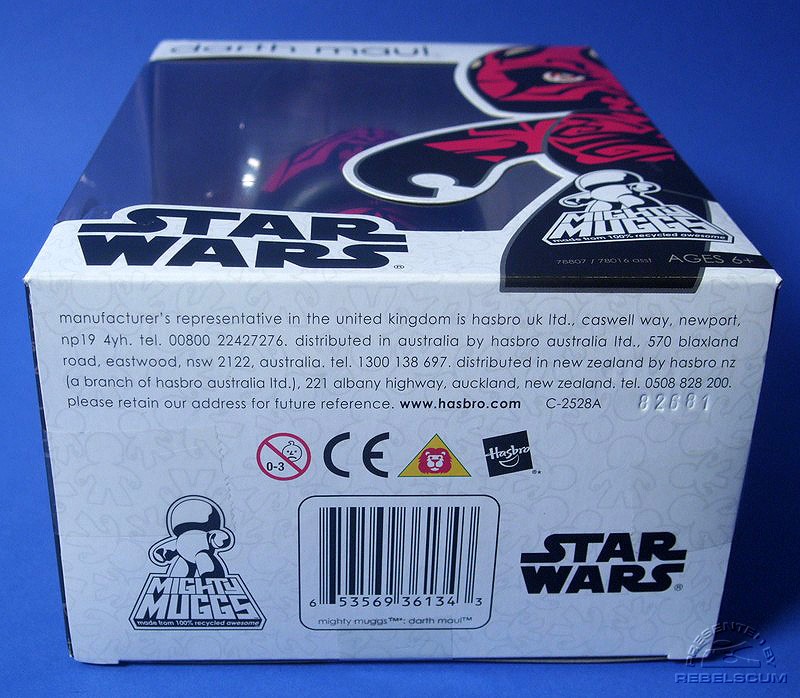 darth maul
STAR
WARS®
MIGHTY
MUGGS
made from 100% recycled awesome
78807 / 78016 asst AGES 6+
manufacturer's representative in the united kingdom is hasbro uk ltd., caswell way, newport,
np19 4yh. tel. 00800 22427276. distributed in australia by hasbro australia ltd., 570 blaxland
road, eastwood, nsw 2122, australia. tel. 1300 138 697. distributed in new zealand by hasbro nz
(a branch of hasbro australia ltd.), 221 albany highway, auckland, new zealand. tel. 0508 828 200.
please retain our address for future reference. www.hasbro.com C-2528A 82681
0-3 CE Hasbro®*
MIGHTY
MUGGS
made from 100% recycled awesome
6 53569 36134 3
mighty muggs™*: darth maul™
STAR
WARS®
PRESENTED BY
REBELSCUM